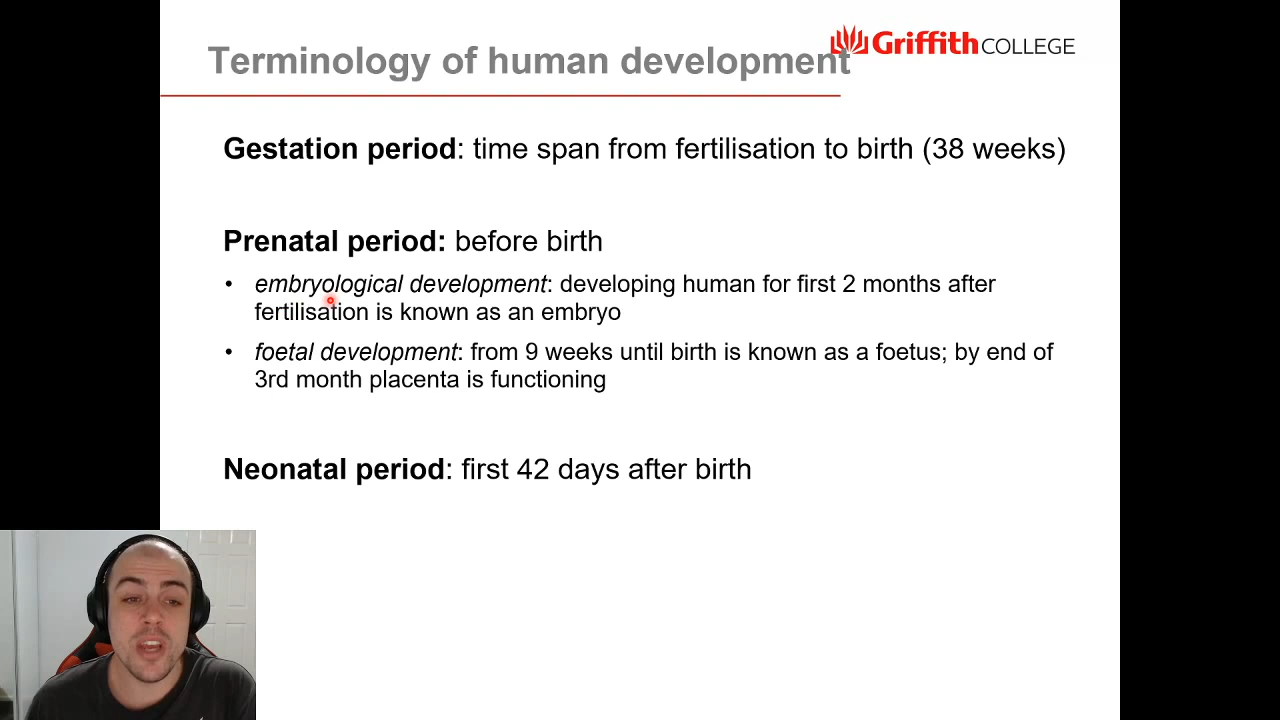 Terminology of human development
Griffith COLLEGE
Gestation period: time span from fertilisation to birth (38 weeks)
Prenatal period: before birth
• embryological development: developing human for first 2 months after
fertilisation is known as an embryo
• foetal development: from 9 weeks until birth is known as a foetus; by end of
3rd month placenta is functioning
Neonatal period: first 42 days after birth